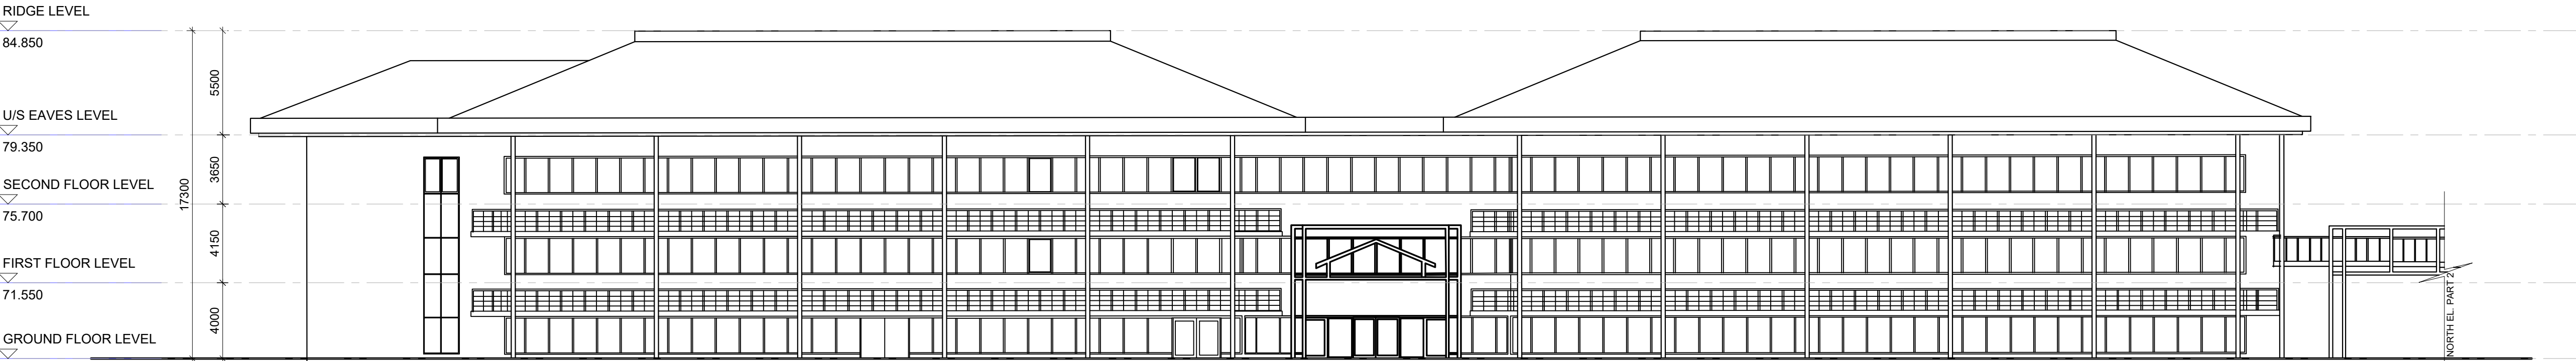 RIDGE LEVEL
84.850
U/S EAVES LEVEL
79.350
SECOND FLOOR LEVEL
75.700
FIRST FLOOR LEVEL
71.550
GROUND FLOOR LEVEL
17300
5500
3650
4150
4000
NORTH EL. PART 2